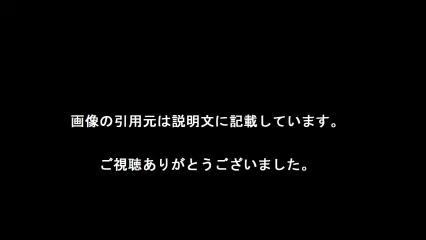 画像の引用元は説明文に記載しています。
ご視聴ありがとうございました。